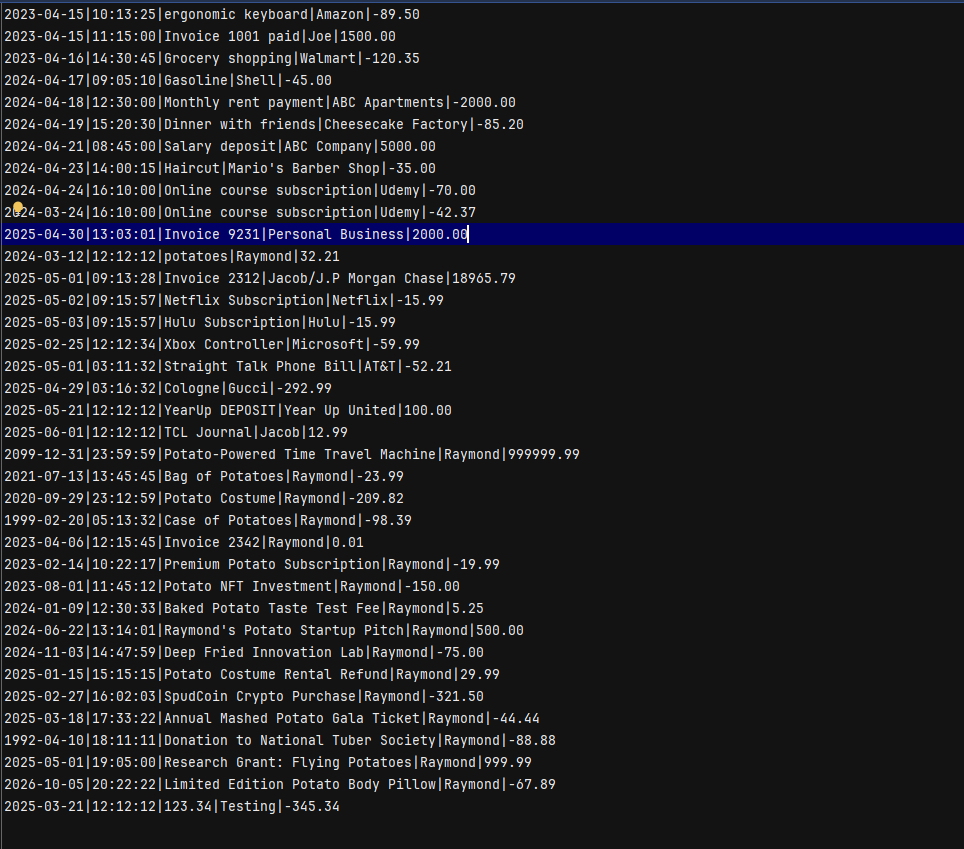 2023-04-15|10:13:25|ergonomic keyboard|Amazon|-89.50
2023-04-15|11:15:00|Invoice 1001 paid|Joe|1500.00
2023-04-16|14:30:45|Grocery shopping|Walmart|-120.35
2024-04-17|09:05:10|Gasoline|Shell|-45.00
2024-04-18|12:30:00|Monthly rent payment|ABC Apartments|-2000.00
2024-04-19|15:20:30|Dinner with friends|Cheesecake Factory|-85.20
2024-04-21|08:45:00|Salary deposit|ABC Company|5000.00
2024-04-23|14:00:15|Haircut|Mario's Barber Shop|-35.00
2024-04-24|16:10:00|Online course subscription|Udemy|-70.00
2024-03-24|16:10:00|Online course subscription|Udemy|-42.37
2025-04-30|13:03:01|Invoice 9231|Personal Business|2000.00
2024-03-12|12:12:12|potatoes|Raymond|32.21
2025-05-01|09:13:28|Invoice 2312|Jacob/J.P Morgan Chase|18965.79
2025-05-02|09:15:57|Netflix Subscription|Netflix|-15.99
2025-05-03|09:15:57|Hulu Subscription|Hulu|-15.99
2025-02-25|12:12:34|Xbox Controller|Microsoft|-59.99
2025-05-01|03:11:32|Straight Talk Phone Bill|AT&T|-52.21
2025-04-29|03:16:32|Cologne|Gucci|-292.99
2025-05-21|12:12:12|YearUp DEPOSIT|Year Up United|100.00
2025-06-01|12:12:12|TCL Journal|Jacob|12.99
2099-12-31|23:59:59|Potato-Powered Time Travel Machine|Raymond|999999.99
2021-07-13|13:45:45|Bag of Potatoes|Raymond|-23.99
2020-09-29|23:12:59|Potato Costume|Raymond|-209.82
1999-02-20|05:13:32|Case of Potatoes|Raymond|-98.39
2023-04-06|12:15:45|Invoice 2342|Raymond|0.01
2023-02-14|10:22:17|Premium Potato Subscription|Raymond|-19.99
2023-08-01|11:45:12|Potato NFT Investment|Raymond|-150.00
2024-01-09|12:30:33|Baked Potato Taste Test Fee|Raymond|5.25
2024-06-22|13:14:01|Raymond's Potato Startup Pitch|Raymond|500.00
2024-11-03|14:47:59|Deep Fried Innovation Lab|Raymond|-75.00
2025-01-15|15:15:15|Potato Costume Rental Refund|Raymond|29.99
2025-02-27|16:02:03|SpudCoin Crypto Purchase|Raymond|-321.50
2025-03-18|17:33:22|Annual Mashed Potato Gala Ticket|Raymond|-44.44
1992-04-10|18:11:11|Donation to National Tuber Society|Raymond|-88.88
2025-05-01|19:05:00|Research Grant: Flying Potatoes|Raymond|999.99
2026-10-05|20:22:22|Limited Edition Potato Body Pillow|Raymond|-67.89
2025-03-21|12:12:12|123.34|Testing|-345.34